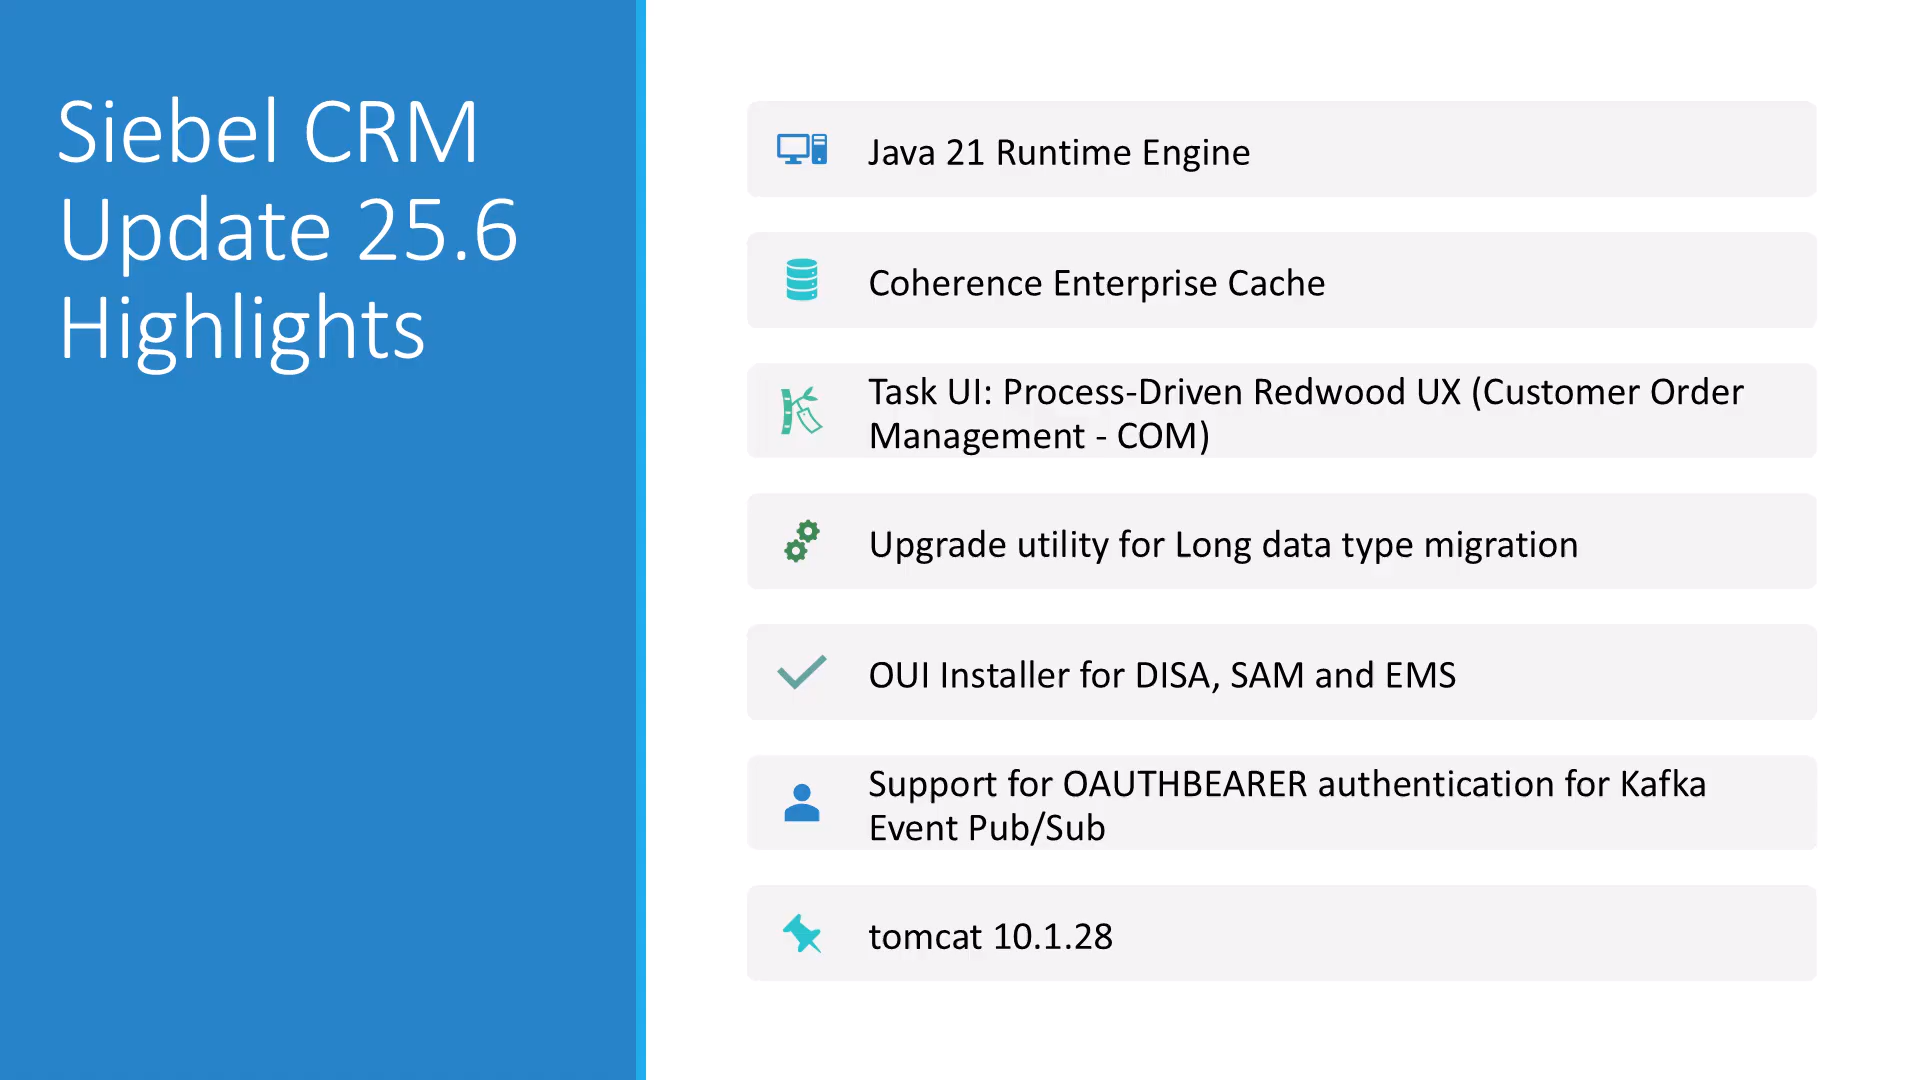 Siebel CRM
Update 25.6
Highlights
Java 21 Runtime Engine
Coherence Enterprise Cache
Task UI: Process-Driven Redwood UX (Customer Order
Management - COM)
Upgrade utility for Long data type migration
OUI Installer for DISA, SAM and EMS
Support for OAUTHBEARER authentication for Kafka
Event Pub/Sub
tomcat 10.1.28